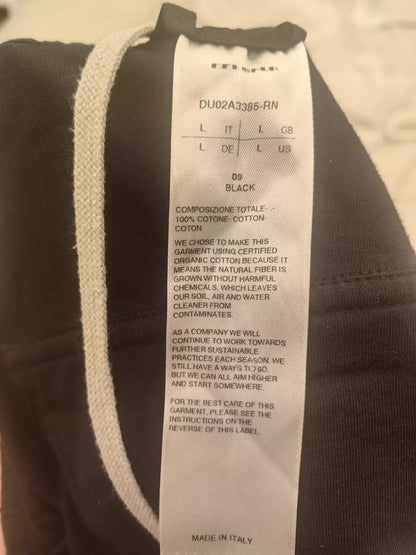 DU02A3385-RN
L IT L GB
L DE L US
09
BLACK
COMPOSIZIONE TOTALE- -
100% COTONE- COTTON-
COTON
WE CHOSE TO MAKE THIS
GARMENT USING CERTIFIED
ORGANIC COTTON BECAUSE IT
MEANS THE NATURAL FIBER IS
GROWN WITHOUT HARMFUL
CHEMICALS, WHICH LEAVES
OUR SOIL, AIR AND WATER
CLEANER FROM
CONTAMINATES.
AS A COMPANY WE WILL
CONTINUE TO WORK TOWARDS
FURTHER SUSTAINABLE
PRACTICES EACH SEASON. WE
STILL HAVE A WAYS TO GO,
BUT WE CAN ALL AIM HIGHER
AND START SOMEWHERE.
FOR THE BEST CARE OF THIS
GARMENT, PLEASE SEE THE
INSTRUCTIONS ON THE
REVERSE OF THIS LABEL.
MADE IN ITALY